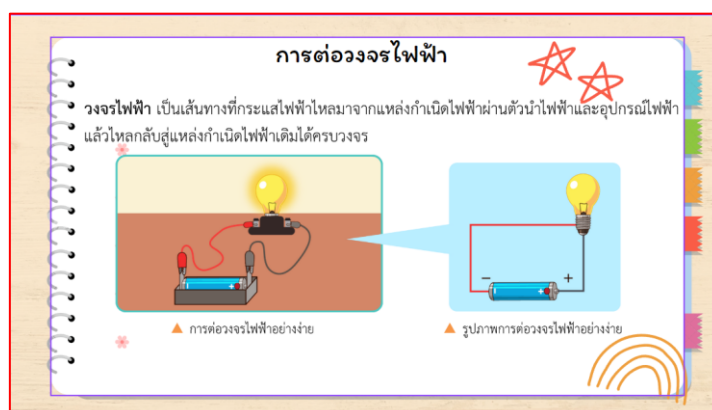 การต่อวงจรไฟฟ้า
วงจรไฟฟ้า เป็นเส้นทางที่กระแสไฟฟ้าไหลมาจากแหล่งกำเนิดไฟฟ้าผ่านตัวนำไฟฟ้าและอุปกรณ์ไฟฟ้า
แล้วไหลกลับสู่แหล่งกำเนิดไฟฟ้าเดิมได้ครบวงจร
− +
การต่อวงจรไฟฟ้าอย่างง่าย
รูปภาพการต่อวงจรไฟฟ้าอย่างง่าย